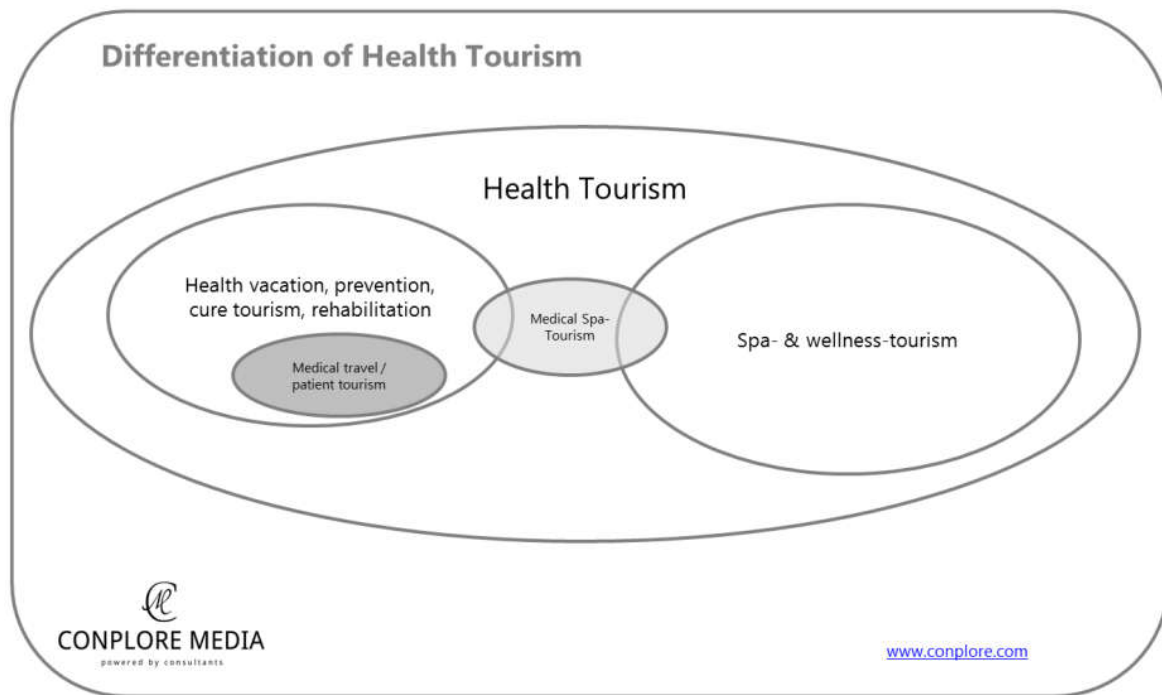 Differentiation of Health Tourism
Health Tourism
Health vacation, prevention,
cure tourism, rehabilitation
Medical travel /
patient tourism
Medical Spa-
Tourism
Spa- & wellness-tourism
CONPLORE MEDIA
powered by consultants
www.conplore.com